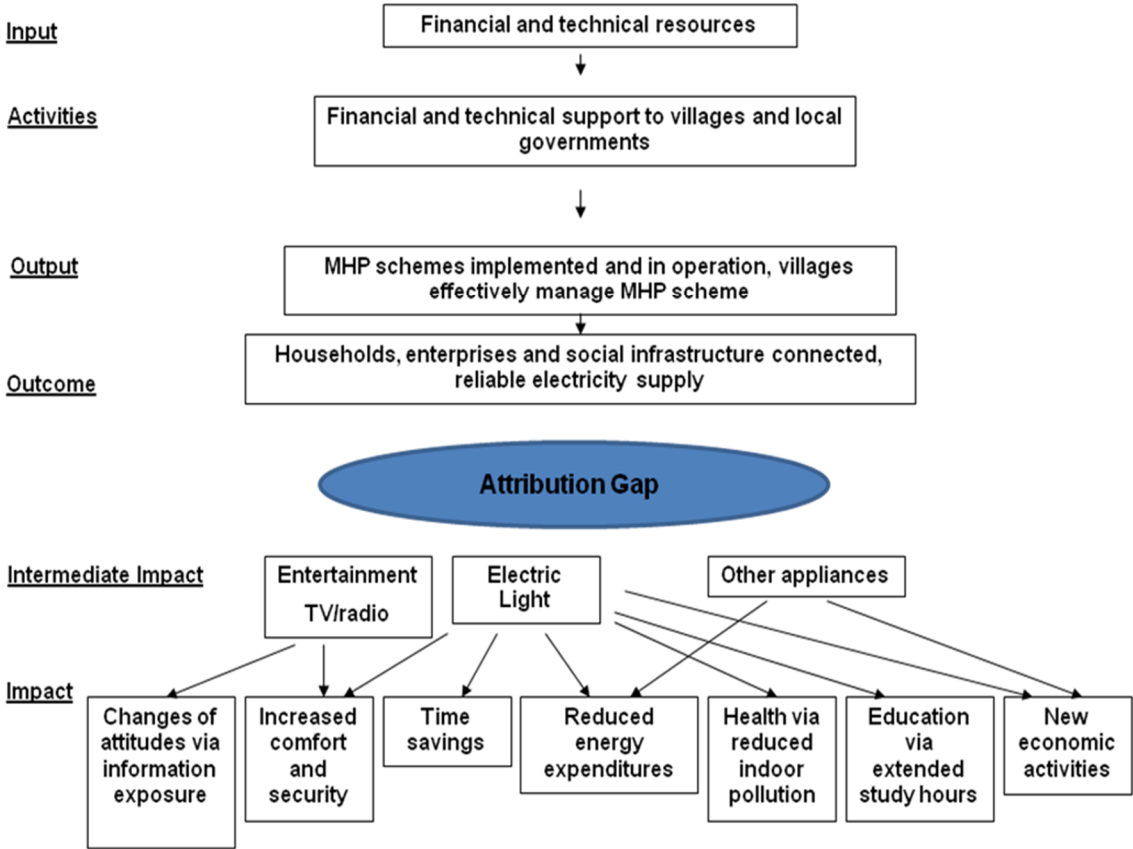 Input
Financial and technical resources
Activities
Financial and technical support to villages and local
governments
Output
MHP schemes implemented and in operation, villages
effectively manage MHP scheme
Households, enterprises and social infrastructure connected,
reliable electricity supply
Outcome
Attribution Gap
Intermediate Impact
Entertainment
TV/radio
Electric
Light
Other appliances
Impact
Changes of
attitudes via
information
exposure
Increased
comfort
and
security
Time
savings
Reduced
energy
expenditures
Health via
reduced
indoor
pollution
Education
via
extended
study hours
New
economic
activities